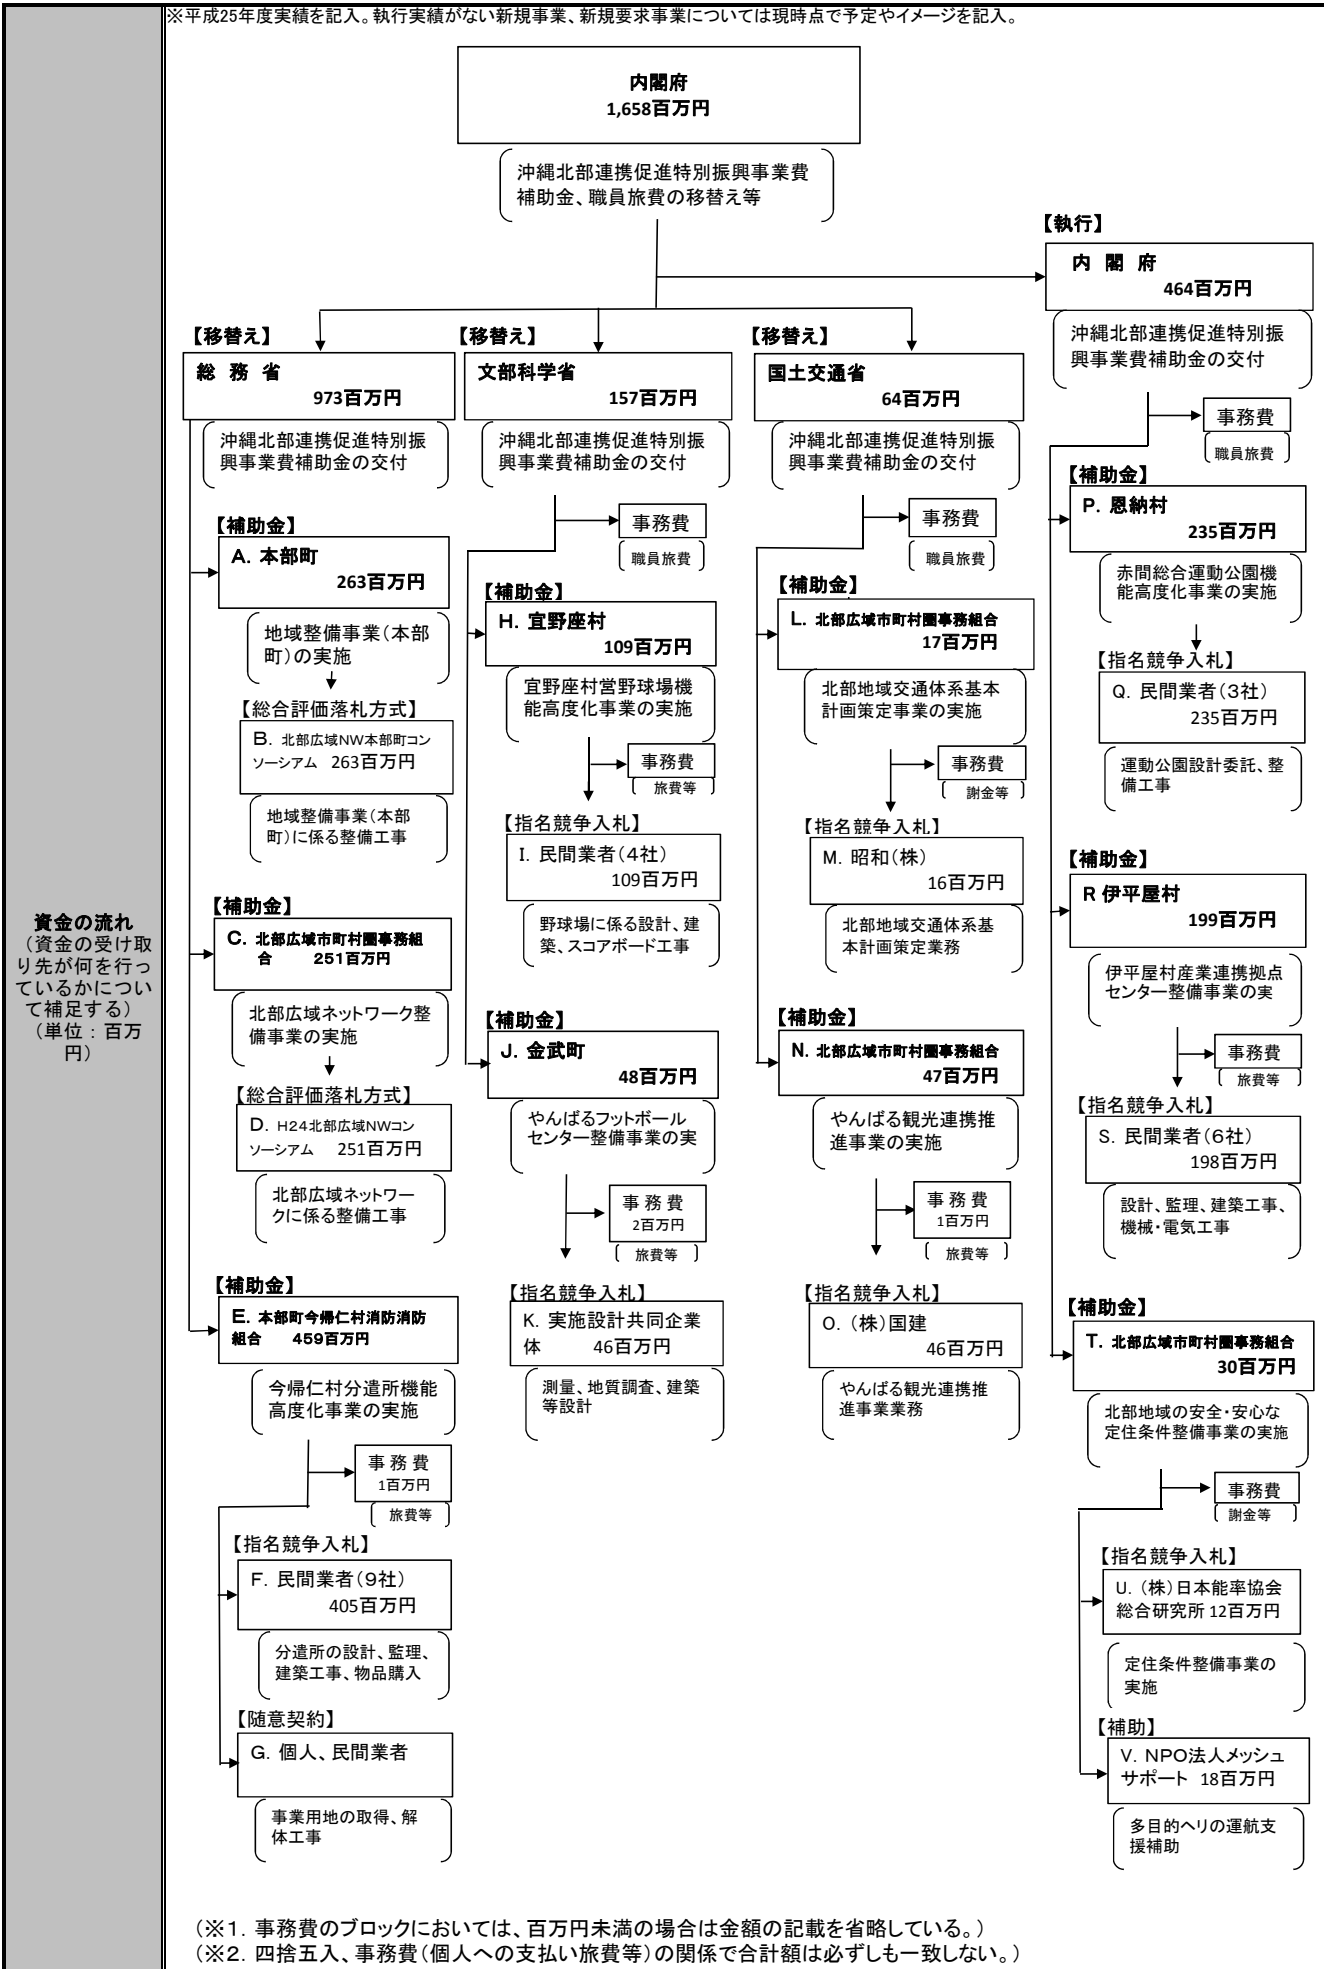 ※平成25年度実績を記入。執行実績がない新規事業、新規要求事業については現時点で予定やイメージを記入。
資金の流れ
（資金の受け取
り先が何を行っ
ているかについ
て補足する）
（単位：百万
円）
内閣府
1,658百万円
沖縄北部連携促進特別振興事業費
補助金、職員旅費の移替え等
【執行】
内 閣 府
464百万円
沖縄北部連携促進特別振
興事業費補助金の交付
事務費
職員旅費
【移替え】
総 務 省
973百万円
沖縄北部連携促進特別振
興事業費補助金の交付
【補助金】
A. 本部町
263百万円
地域整備事業（本部
町）の実施
【総合評価落札方式】
B. 北部広域NW本部町コン
ソーシアム 263百万円
地域整備事業（本部
町）に係る整備工事
【補助金】
C. 北部広域市町村圏事務組
合 251百万円
北部広域ネットワーク整
備事業の実施
【総合評価落札方式】
D. H24北部広域NWコン
ソーシアム 251百万円
北部広域ネットワー
クに係る整備工事
【補助金】
E. 本部町今帰仁村消防消防
組合 459百万円
今帰仁村分遣所機能
高度化事業の実施
事 務 費
1百万円
旅費等
【指名競争入札】
F. 民間業者（9社）
405百万円
分遣所の設計、監理、
建築工事、物品購入
【随意契約】
G. 個人、民間業者
事業用地の取得、解
体工事
【移替え】
文部科学省
157百万円
沖縄北部連携促進特別振
興事業費補助金の交付
事務費
職員旅費
【補助金】
H. 宜野座村
109百万円
宜野座村営野球場機
能高度化事業の実施
事務費
旅費等
【指名競争入札】
I. 民間業者（4社）
109百万円
野球場に係る設計、建
築、スコアボード工事
【補助金】
J. 金武町
48百万円
やんばるフットボール
センター整備事業の実
事 務 費
2百万円
旅費等
【指名競争入札】
K. 実施設計共同企業
体 46百万円
測量、地質調査、建築
等設計
【移替え】
国土交通省
64百万円
沖縄北部連携促進特別振
興事業費補助金の交付
事務費
職員旅費
【補助金】
L. 北部広域市町村圏事務組合
17百万円
北部地域交通体系基本
計画策定事業の実施
事務費
謝金等
【指名競争入札】
M. 昭和（株）
16百万円
北部地域交通体系基
本計画策定業務
【補助金】
N. 北部広域市町村圏事務組合
47百万円
やんばる観光連携推
進事業の実施
事 務 費
1百万円
旅費等
【指名競争入札】
O. （株）国建
46百万円
やんばる観光連携推
進事業業務
【補助金】
P. 恩納村
235百万円
赤間総合運動公園機
能高度化事業の実施
【指名競争入札】
Q. 民間業者（3社）
235百万円
運動公園設計委託、整
備工事
【補助金】
R 伊平屋村
199百万円
伊平屋村産業連携拠点
センター整備事業の実
事務費
旅費等
【指名競争入札】
S. 民間業者（6社）
198百万円
設計、監理、建築工事、
機械・電気工事
【補助金】
T. 北部広域市町村圏事務組合
30百万円
北部地域の安全・安心な
定住条件整備事業の実施
事務費
謝金等
【指名競争入札】
U. （株）日本能率協会
総合研究所 12百万円
定住条件整備事業の
実施
【補助】
V. NPO法人メッシュ
サポート 18百万円
多目的ヘリの運航支
援補助
（※1. 事務費のブロックにおいては、百万円未満の場合は金額の記載を省略している。）
（※2. 四捨五入、事務費（個人への支払い旅費等）の関係で合計額は必ずしも一致しない。）